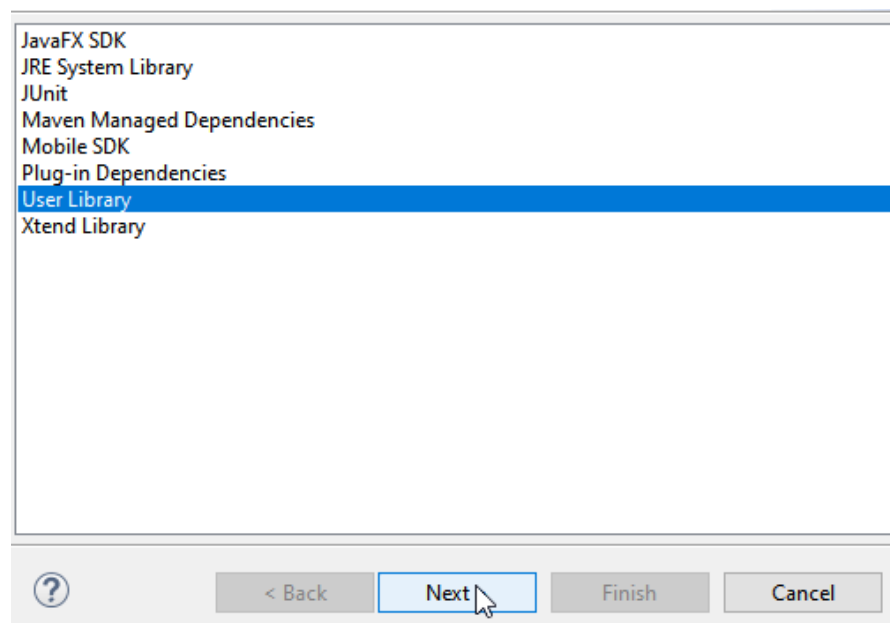 JavaFX SDK
JRE System Library
JUnit
Maven Managed Dependencies
Mobile SDK
Plug-in Dependencies
User Library
Xtend Library
? < Back Next > Finish Cancel